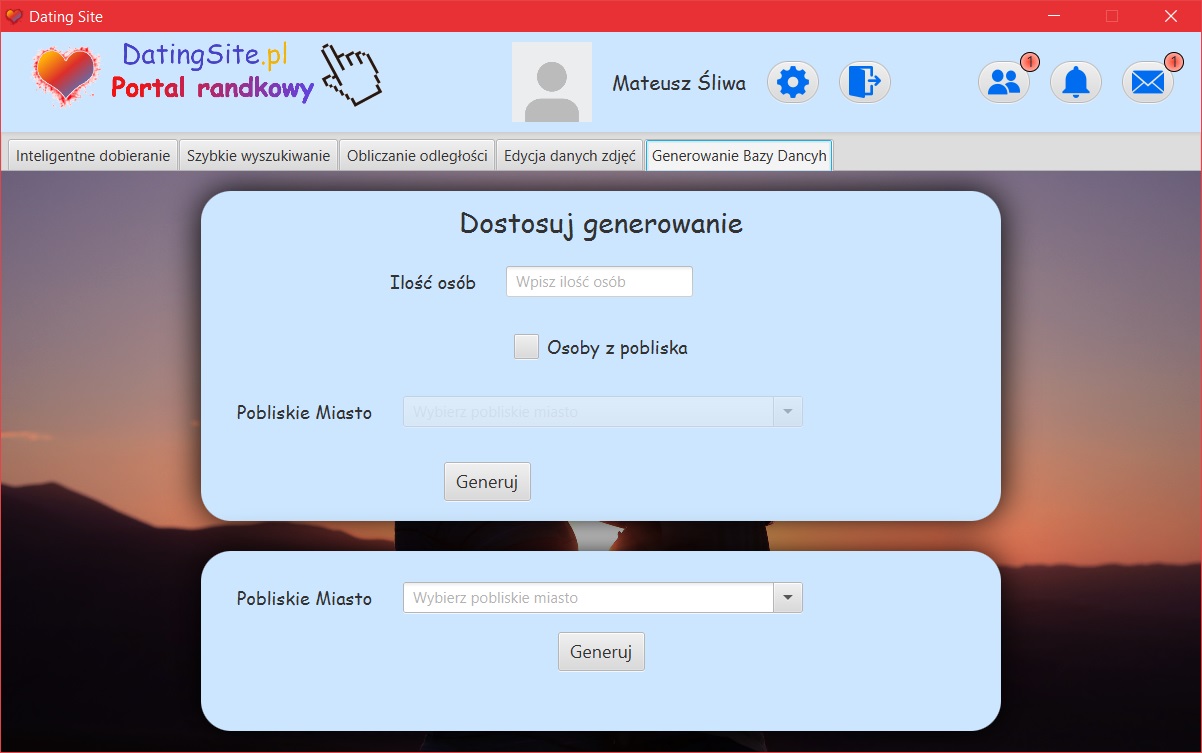 Dating Site
DatingSite.pl
Portal randkowy
Mateusz Śliwa
1
1
Inteligentne dobieranie
Szybkie wyszukiwanie
Obliczanie odległości
Edycja danych zdjęć
Generowanie Bazy Dancyh
Dostosuj generowanie
Ilość osób
Wpisz ilość osób
Osoby z pobliska
Pobliskie Miasto
Wybierz pobliskie miasto
Generuj
Pobliskie Miasto
Wybierz pobliskie miasto
Generuj